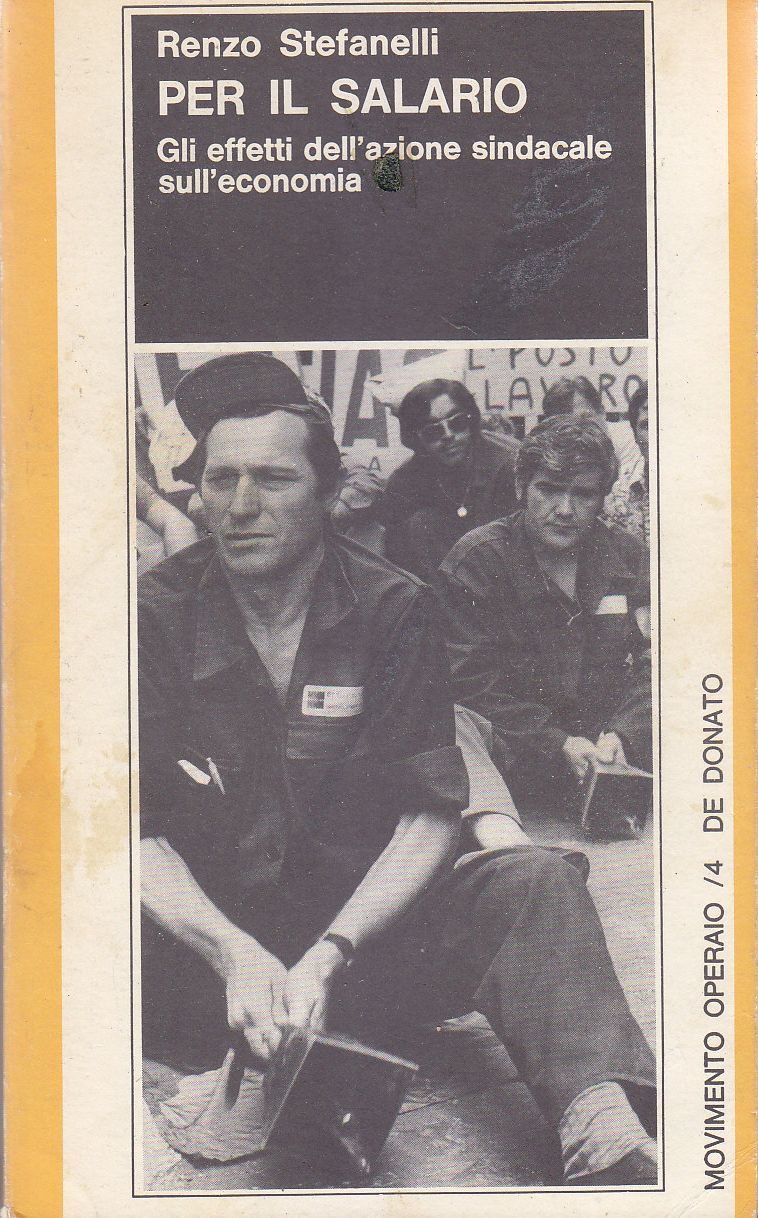 Renzo Stefanelli
PER IL SALARIO
Gli effetti dell'azione sindacale
sull'economia
L POSTO
LAVORO
MOVIMENTO OPERAIO /4 DE DONATO